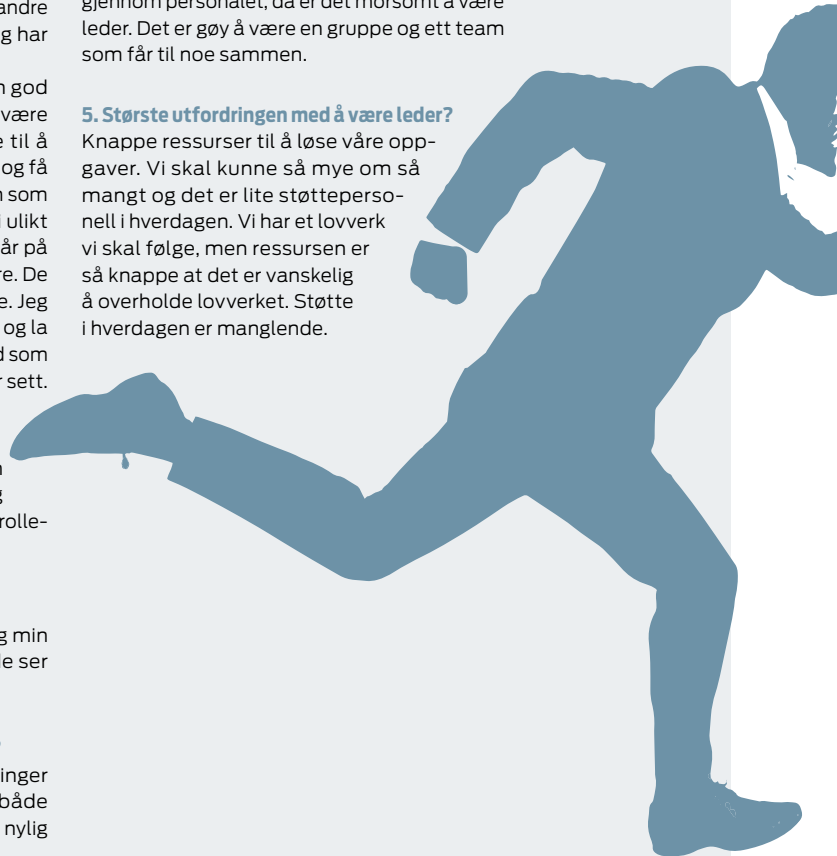 andre
g har
god
være
til å
og få
som
ulikt
år på
re. De
e. Jeg
og la
d som
sett.
rolle-
g min
le ser
inger
både
nylig
gjennom personalet, da er det morsomt å være
leder. Det er gøy å være en gruppe og ett team
som får til noe sammen.
5. Største utfordringen med å være leder?
Knappe ressurser til å løse våre opp-
gaver. Vi skal kunne så mye om så
mangt og det er lite støtteperso-
nell i hverdagen. Vi har et lovverk
vi skal følge, men ressursen er
så knappe at det er vanskelig
å overholde lovverket. Støtte
i hverdagen er manglende.